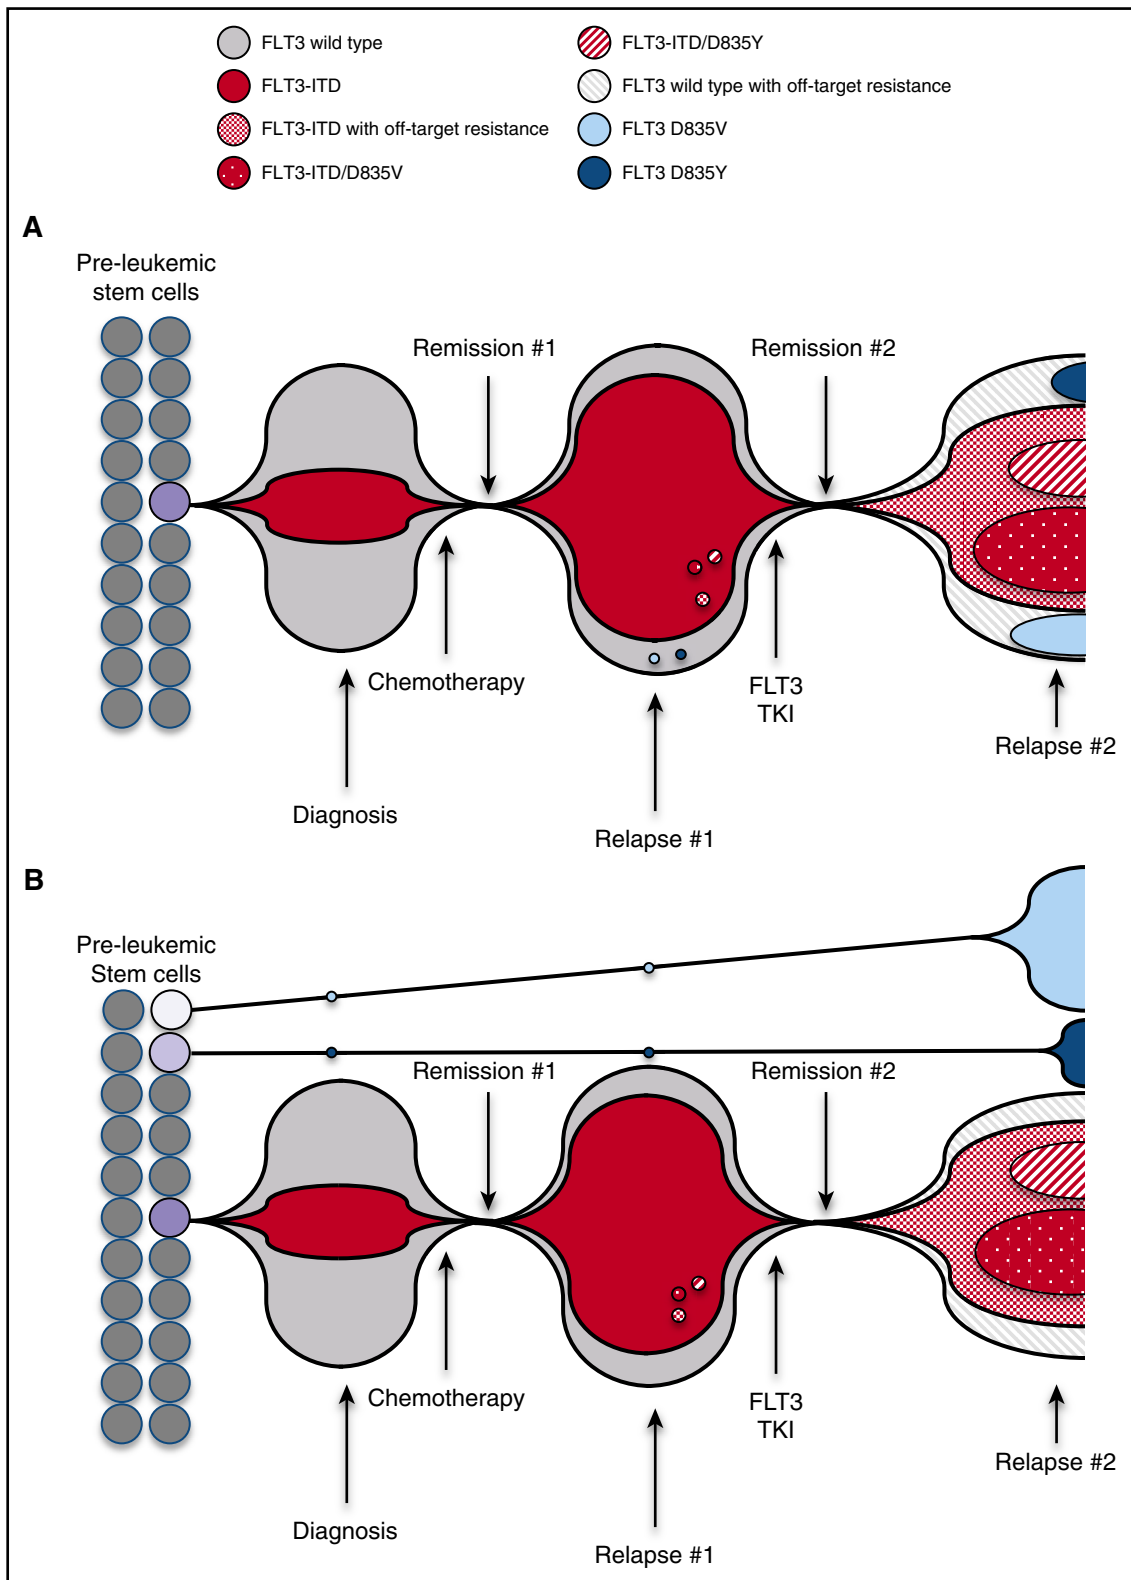 FLT3 wild type
FLT3-ITD
FLT3-ITD with off-target resistance
FLT3-ITD/D835V
FLT3-ITD/D835Y
FLT3 wild type with off-target resistance
FLT3 D835V
FLT3 D835Y
A
Pre-leukemic
stem cells
Remission #1
Remission #2
Chemotherapy
FLT3
TKI
Relapse #2
Diagnosis
Relapse #1
B
Pre-leukemic
Stem cells
Remission #1
Remission #2
Chemotherapy
FLT3
TKI
Relapse #2
Diagnosis
Relapse #1